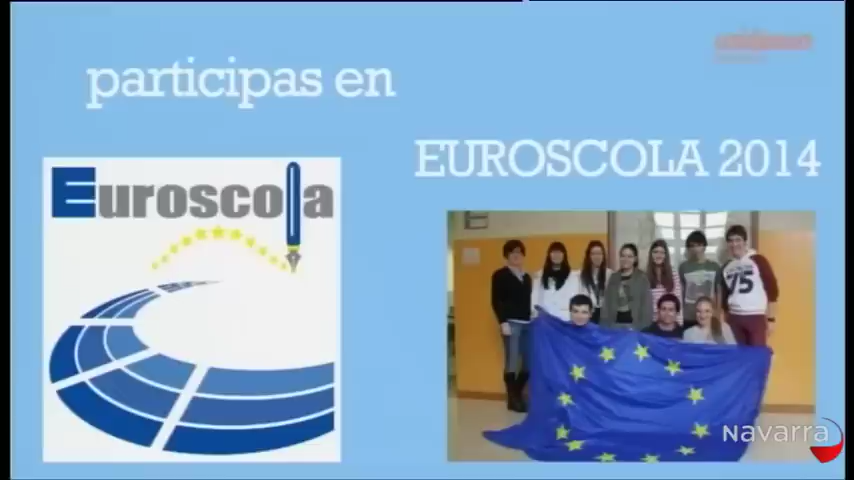 participas en
EUROSCOLA 2014
Euroscola
75
Navarra